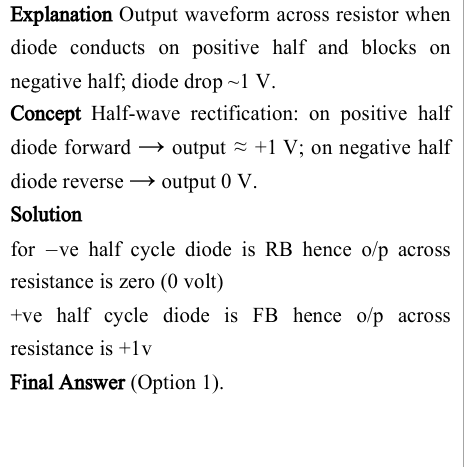 Explanation Output waveform across resistor when
diode conducts on positive half and blocks on
negative half; diode drop ~1 V.
Concept Half-wave rectification: on positive half
diode forward ⟶ output ≈ +1 V; on negative half
diode reverse ⟶ output 0 V.
Solution
for −ve half cycle diode is RB hence o/p across
resistance is zero (0 volt)
+ve half cycle diode is FB hence o/p across
resistance is +1v
Final Answer (Option 1).